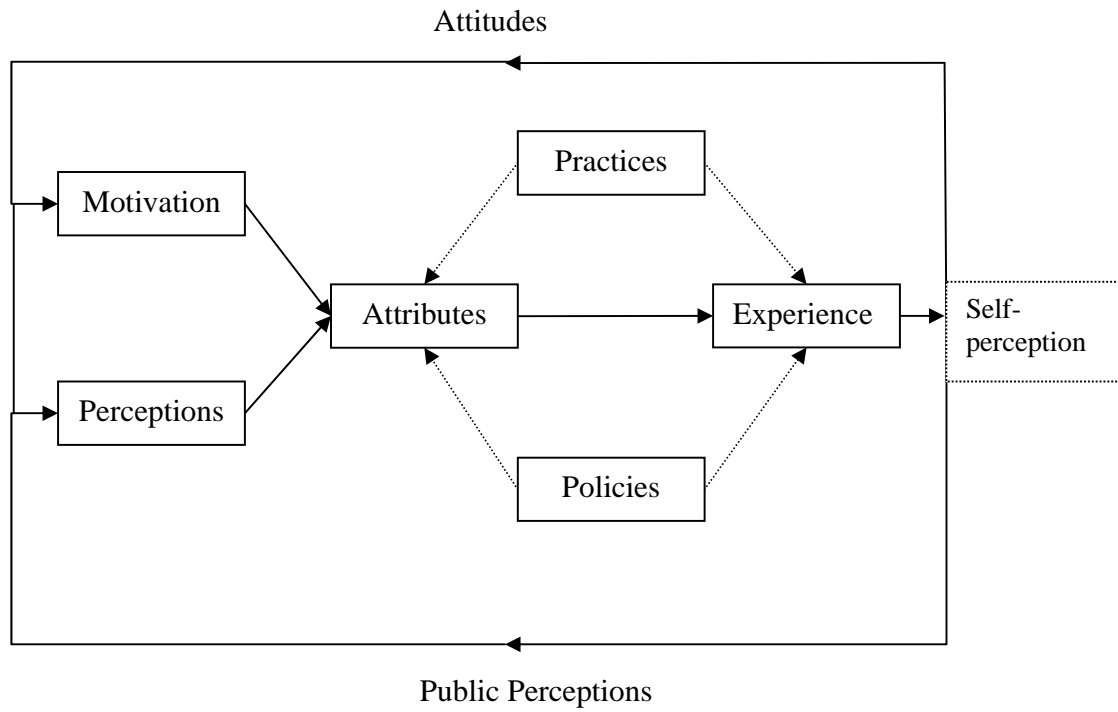 Attitudes
Practices
Motivation
Attributes
Experience
Self-
perception
Perceptions
Policies
Public Perceptions